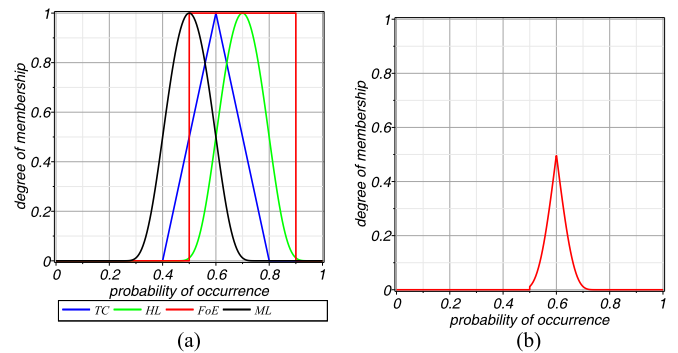 1
0.8
0.6
0.4
0.2
0
degree of membership
0 0.2 0.4 0.6 0.8 1
probability of occurrence
TC HL FoE ML
(a)
1
0.8
0.6
0.4
0.2
0
degree of membership
0 0.2 0.4 0.6 0.8 1
probability of occurrence
(b)